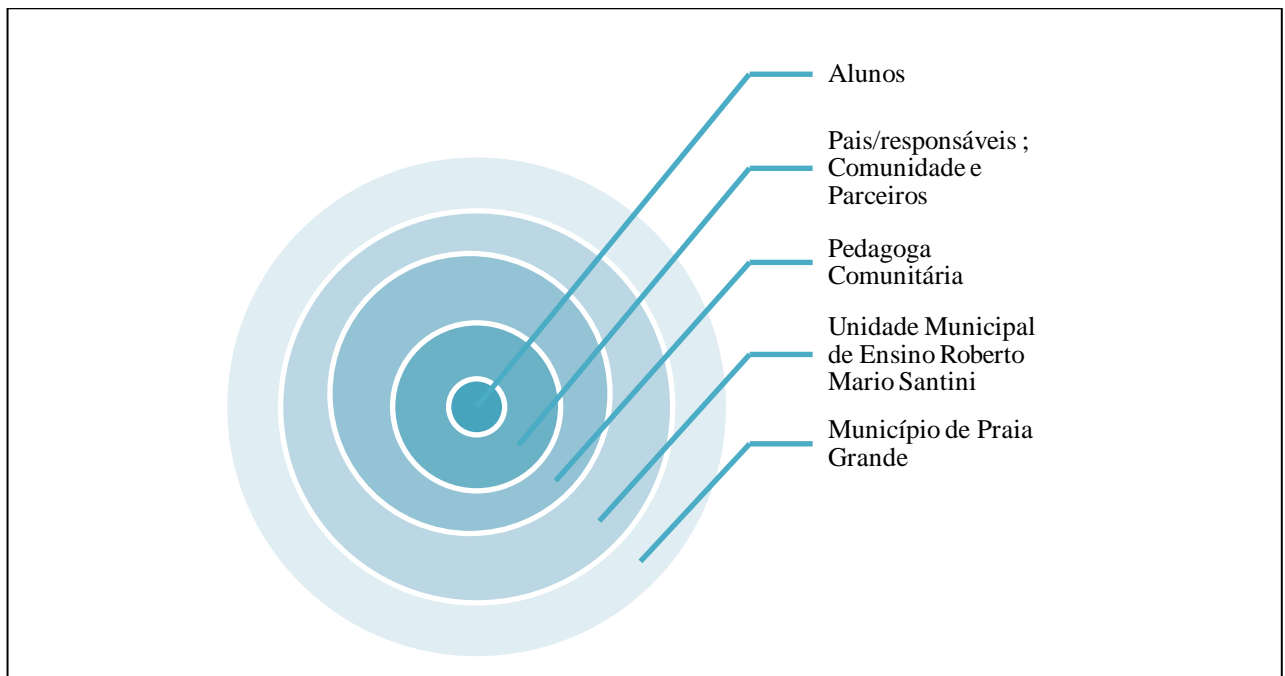 Alunos
Pais/responsáveis ;
Comunidade e
Parceiros
Pedagoga
Comunitária
Unidade Municipal
de Ensino Roberto
Mario Santini
Município de Praia
Grande